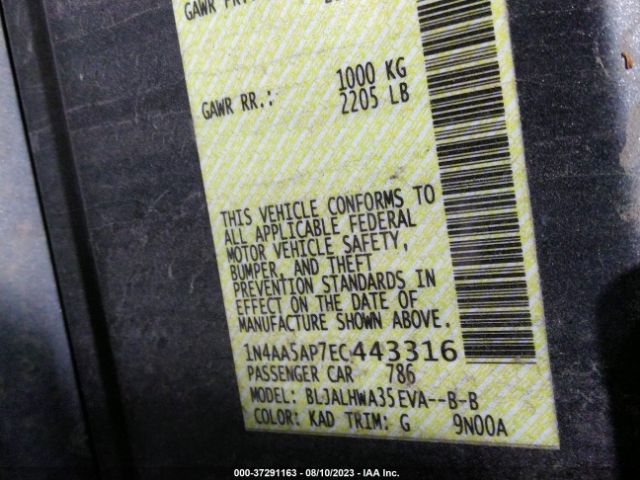 GAWR FR
1000 KG
GAWR RR.: 2205 LB
THIS VEHICLE CONFORMS TO
ALL APPLICABLE FEDERAL
MOTOR VEHICLE SAFETY,
BUMPER, AND THEFT
PREVENTION STANDARDS IN
EFFECT ON THE DATE OF
MANUFACTURE SHOWN ABOVE.
1N4AA5AP7EC443316
PASSENGER CAR 786
MODEL: BLJALHWA35EVA--B-B
COLOR: KAD TRIM: G 9N00A
000-37291163 - 08/10/2023 - IAA Inc.